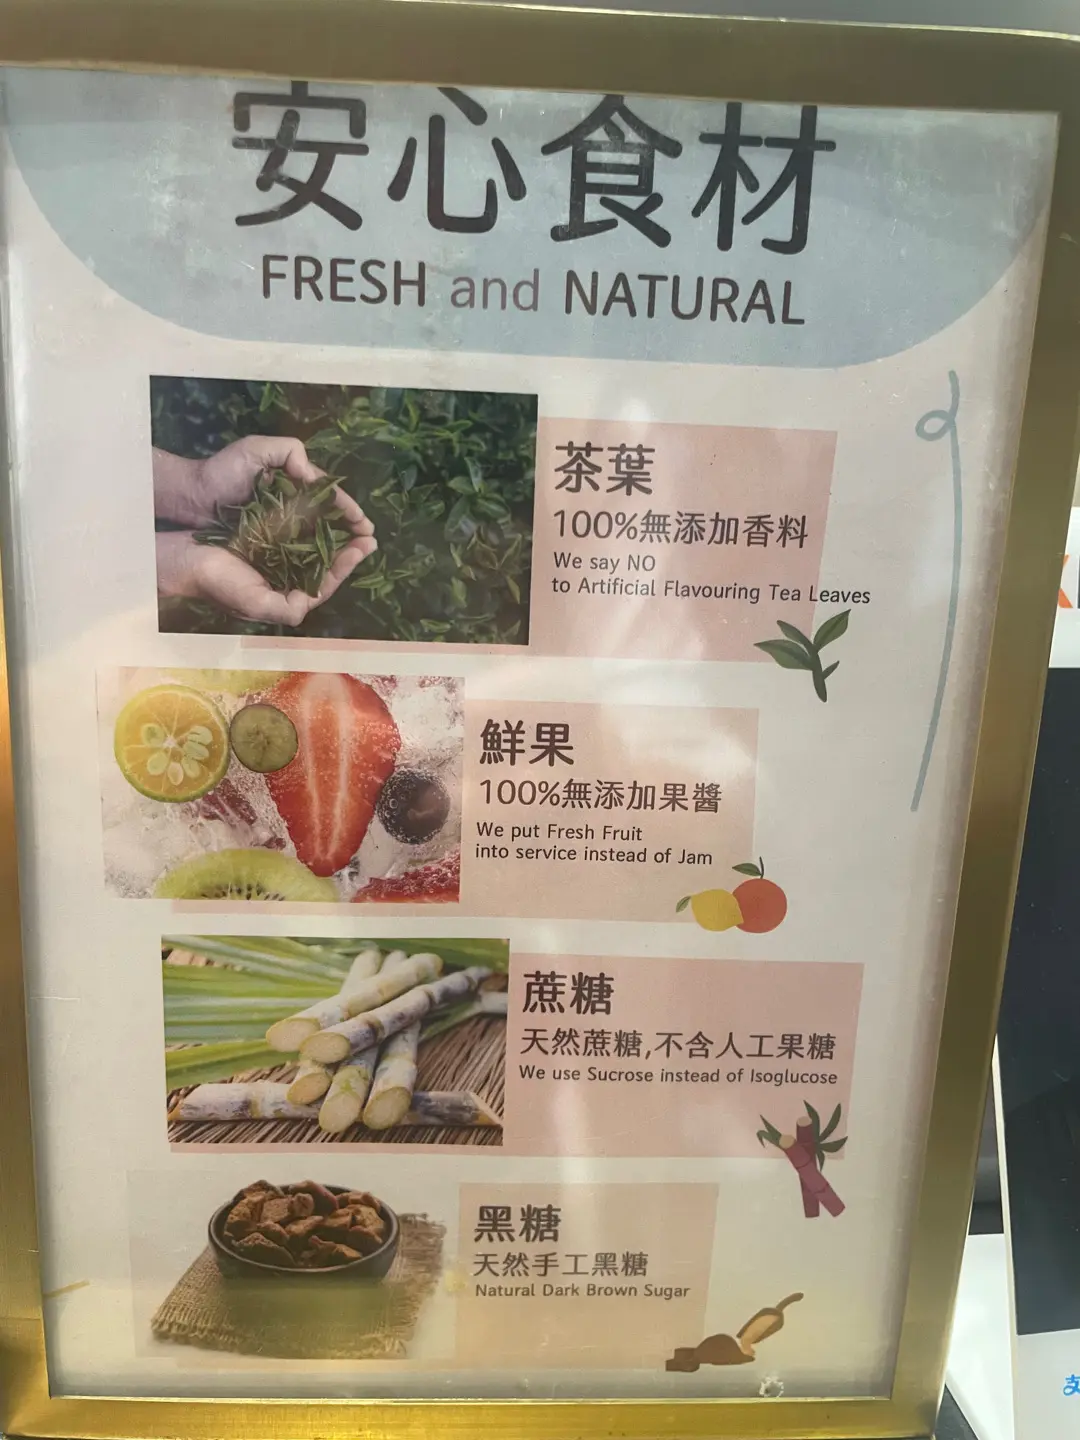 安心食材
FRESH and NATURAL
茶葉
100%無添加香料
We say NO
to Artificial Flavouring Tea Leaves
鮮果
100%無添加果醬
We put Fresh Fruit
into service instead of Jam
蔗糖
天然蔗糖,不含人工果糖
We use Sucrose instead of Isoglucose
黑糖
天然手工黑糖
Natural Dark Brown Sugar
支